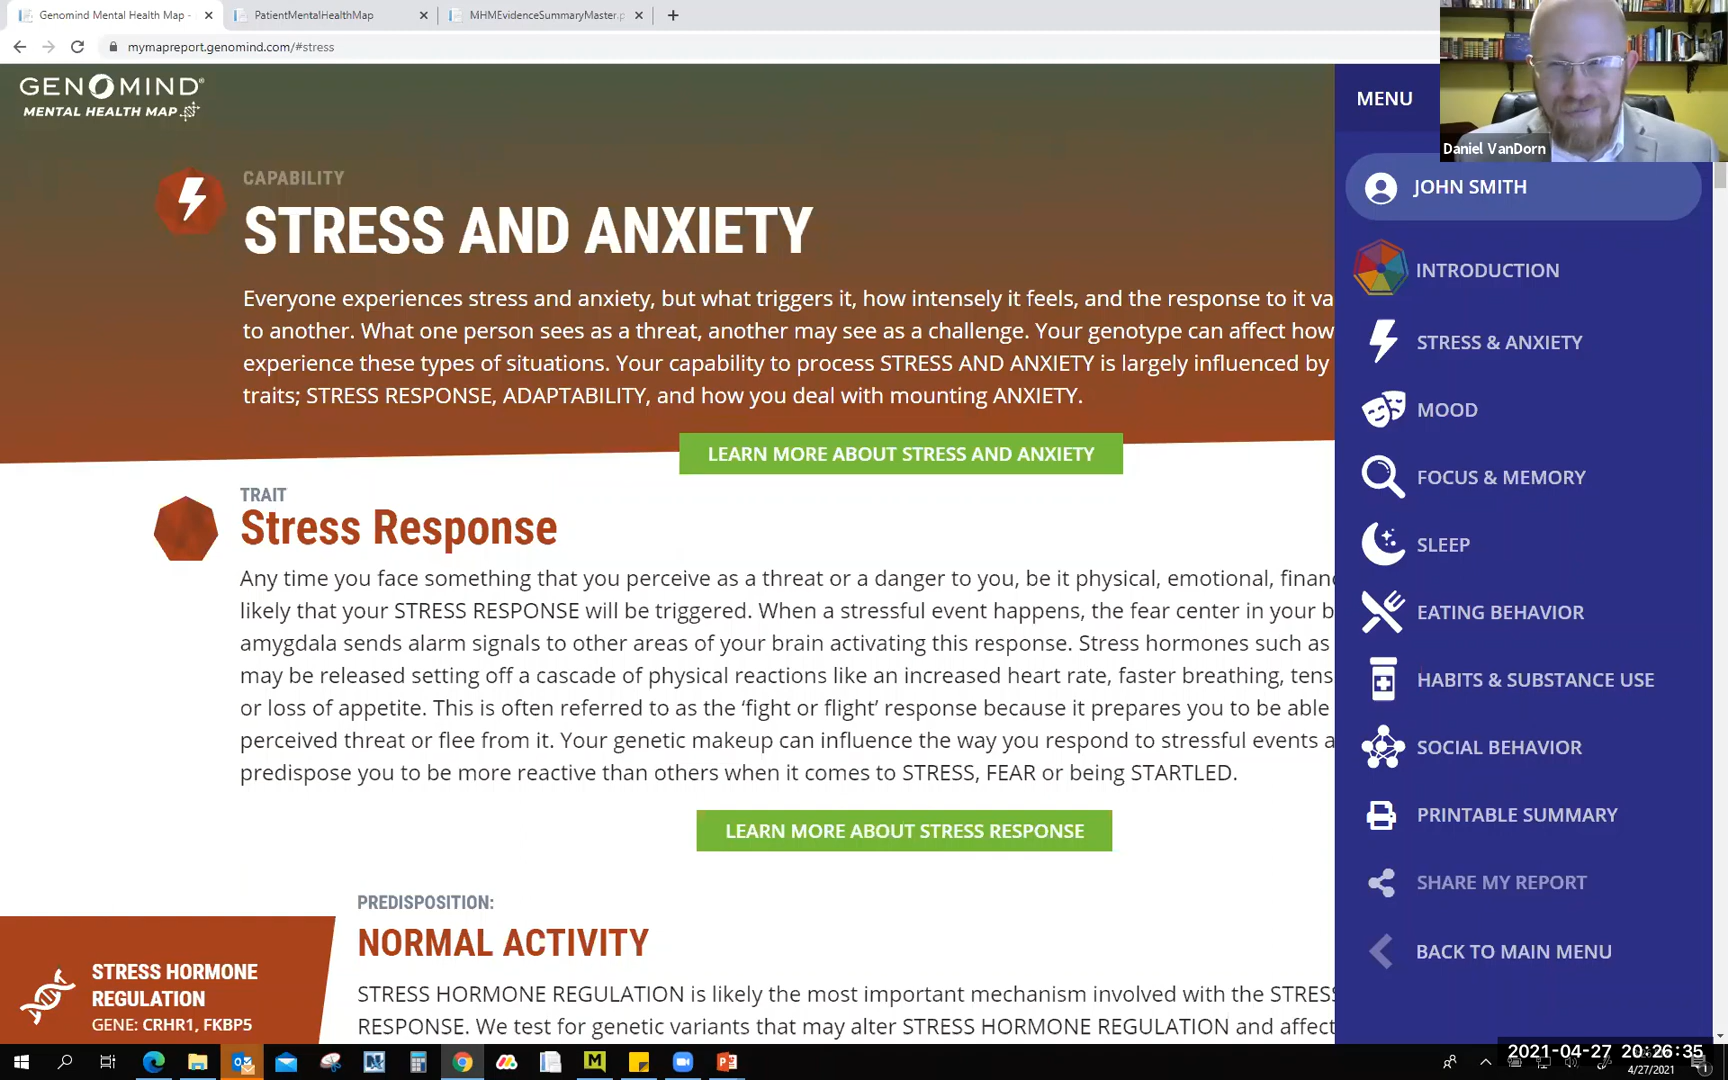 Genomind Mental Health Map -
PatientMentalHealthMap
MHMEvidenceSummaryMaster.p
mymapreport.genomind.com/#stress
GENOMIND®
MENTAL HEALTH MAP
CAPABILITY
STRESS AND ANXIETY
Everyone experiences stress and anxiety, but what triggers it, how intensely it feels, and the response to it va
to another. What one person sees as a threat, another may see as a challenge. Your genotype can affect how
experience these types of situations. Your capability to process STRESS AND ANXIETY is largely influenced by
traits; STRESS RESPONSE, ADAPTABILITY, and how you deal with mounting ANXIETY.
LEARN MORE ABOUT STRESS AND ANXIETY
TRAIT
Stress Response
Any time you face something that you perceive as a threat or a danger to you, be it physical, emotional, financ
likely that your STRESS RESPONSE will be triggered. When a stressful event happens, the fear center in your b
amygdala sends alarm signals to other areas of your brain activating this response. Stress hormones such as
may be released setting off a cascade of physical reactions like an increased heart rate, faster breathing, tens
or loss of appetite. This is often referred to as the ‘fight or flight’ response because it prepares you to be able
perceived threat or flee from it. Your genetic makeup can influence the way you respond to stressful events a
predispose you to be more reactive than others when it comes to STRESS, FEAR or being STARTLED.
LEARN MORE ABOUT STRESS RESPONSE
PREDISPOSITION:
NORMAL ACTIVITY
STRESS HORMONE
REGULATION
GENE: CRHR1, FKBP5
STRESS HORMONE REGULATION is likely the most important mechanism involved with the STRES
RESPONSE. We test for genetic variants that may alter STRESS HORMONE REGULATION and affect
MENU
Daniel VanDorn
JOHN SMITH
INTRODUCTION
STRESS & ANXIETY
MOOD
FOCUS & MEMORY
SLEEP
EATING BEHAVIOR
HABITS & SUBSTANCE USE
SOCIAL BEHAVIOR
PRINTABLE SUMMARY
SHARE MY REPORT
BACK TO MAIN MENU
2021-04-27 20:26:35
4/27/2021